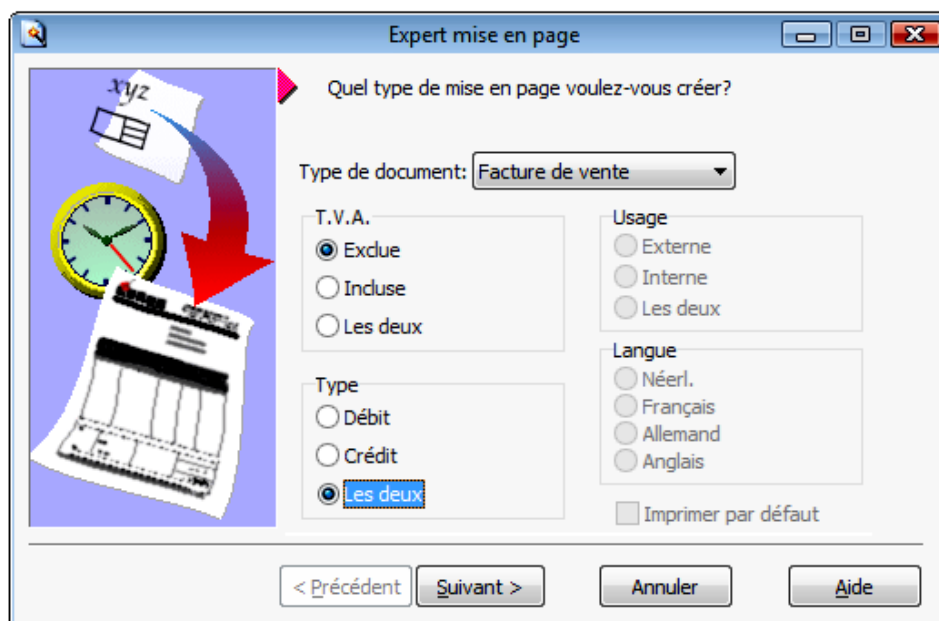 Expert mise en page
xyz
Quel type de mise en page voulez-vous créer?
Type de document: Facture de vente
T.V.A.
Exclue
Incluse
Les deux
Type
Débit
Crédit
Les deux
Usage
Externe
Interne
Les deux
Langue
Néerl.
Français
Allemand
Anglais
Imprimer par défaut
< Précédent
Suivant >
Annuler
Aide